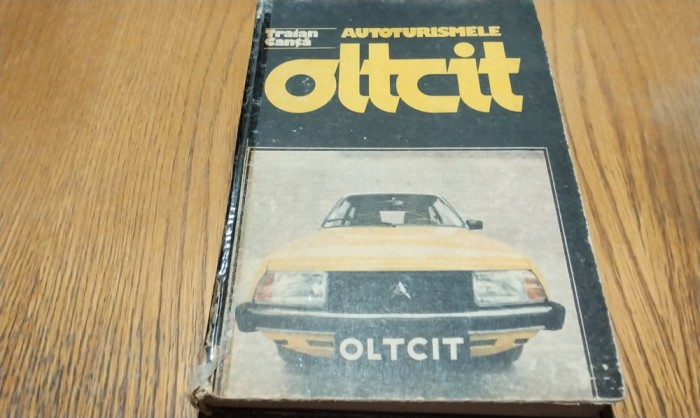 Traian
Canță
AUTOTURISMELE
oltcit
OLTCIT